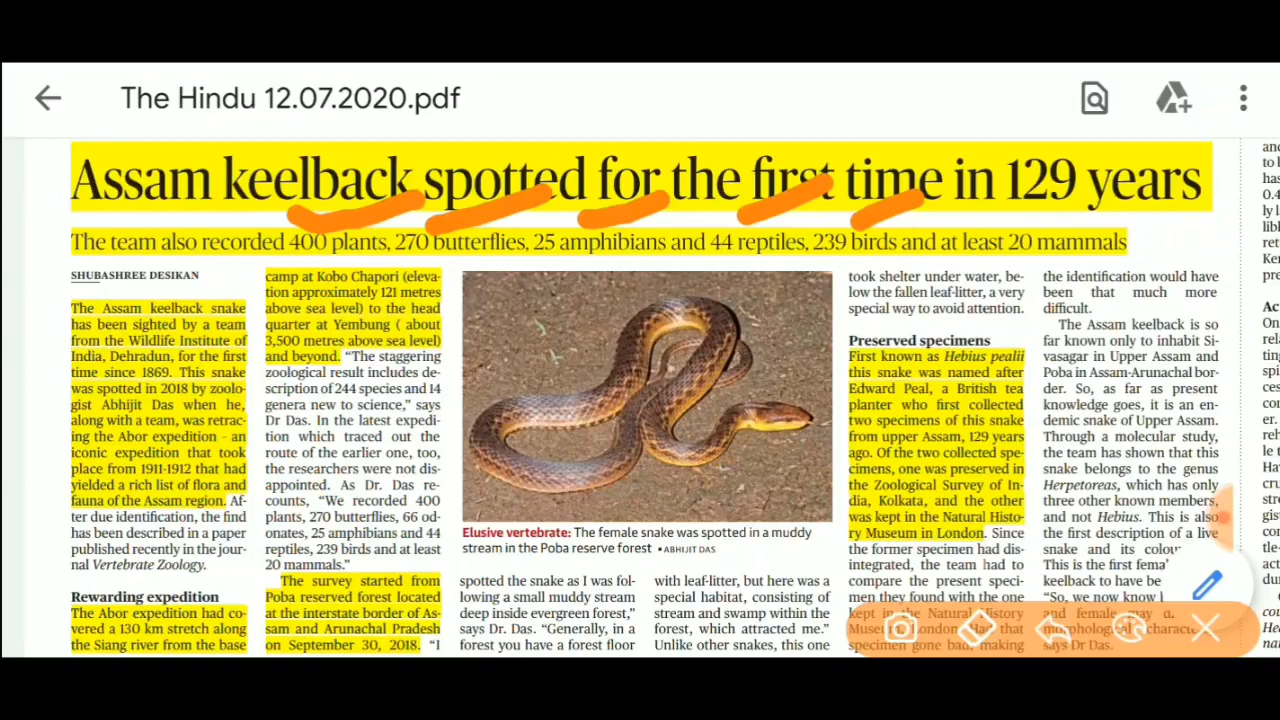 The Hindu 12.07.2020.pdf
Assam keelback spotted for the first time in 129 years
The team also recorded 400 plants, 270 butterflies, 25 amphibians and 44 reptiles, 239 birds and at least 20 mammals
SHUBASHREE DESIKAN
The Assam keelback snake
has been sighted by a team
from the Wildlife Institute of
India, Dehradun, for the first
time since 1869. This snake
was spotted in 2018 by zoolo-
gist Abhijit Das when he,
along with a team, was retrac-
ing the Abor expedition - an
iconic expedition that took
place from 1911-1912 that had
yielded a rich list of flora and
fauna of the Assam region. Af-
ter due identification, the find
has been described in a paper
published recently in the jour-
nal Vertebrate Zoology.
Rewarding expedition
The Abor expedition had co-
vered a 130 km stretch along
the Siang river from the base
camp at Kobo Chapori (eleva-
tion approximately 121 metres
above sea level) to the head
quarter at Yembung ( about
3,500 metres above sea level)
and beyond. "The staggering
zoological result includes de-
scription of 244 species and 14
genera new to science," says
Dr Das. In the latest expedi-
tion which traced out the
route of the earlier one, too,
the researchers were not dis-
appointed. As Dr. Das re-
counts, "We recorded 400
plants, 270 butterflies, 66 od-
onates, 25 amphibians and 44
reptiles, 239 birds and at least
20 mammals."
The survey started from
Poba reserved forest located
at the interstate border of As-
sam and Arunachal Pradesh
on September 30, 2018. "I
Elusive vertebrate: The female snake was spotted in a muddy
stream in the Poba reserve forest ▪ ABHIJIT DAS
spotted the snake as I was fol-
lowing a small muddy stream
deep inside evergreen forest,"
says Dr. Das. "Generally, in a
forest you have a forest floor
with leaf-litter, but here was a
special habitat, consisting of
stream and swamp within the
forest, which attracted me."
Unlike other snakes, this one
took shelter under water, be-
low the fallen leaf-litter, a very
special way to avoid attention.
Preserved specimens
First known as Hebius pealii
this snake was named after
Edward Peal, a British tea
planter who first collected
two specimens of this snake
from upper Assam, 129 years
ago. Of the two collected spe-
cimens, one was preserved in
the Zoological Survey of In-
dia, Kolkata, and the other
was kept in the Natural Histo-
ry Museum in London. Since
the former specimen had dis-
integrated, the team had to
compare the present speci-
men they found with the one
kept in the Natural History
Museum London. Had that
specimen gone bad, making
the identification would have
been that much more
difficult.
The Assam keelback is so
far known only to inhabit Si-
vasagar in Upper Assam and
Poba in Assam-Arunachal bor-
der. So, as far as present
knowledge goes, it is an en-
demic snake of Upper Assam.
Through a molecular study,
the team has shown that this
snake belongs to the genus
Herpetoreas, which has only
three other known members,
and not Hebius. This is also
the first description of a live
snake and its
This is the first
keelback to have be
"So, we now know
and female may
morphological
says Dr Das.